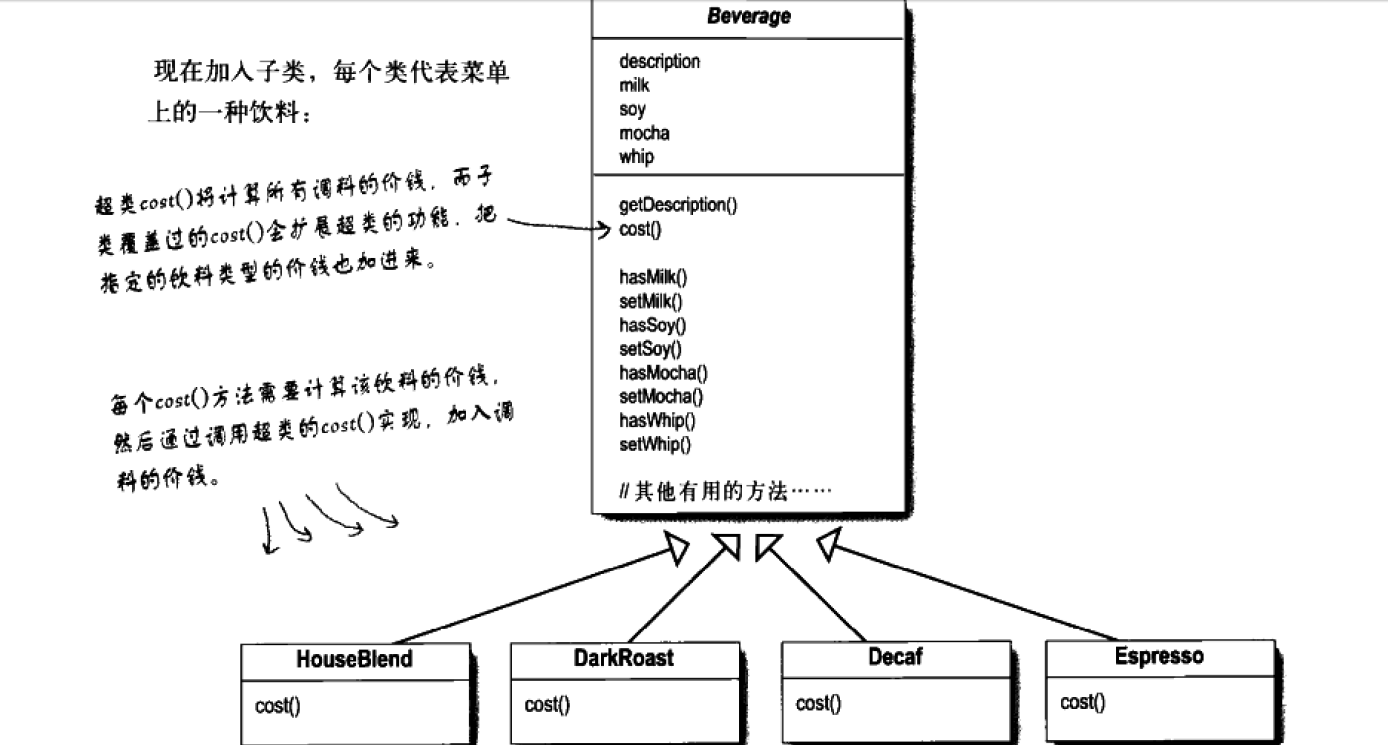 现在加入子类，每个类代表菜单
上的一种饮料：
超类cost()将计算所有调料的价钱，而子
类覆盖过的cost()会扩展超类的功能，把
指定的饮料类型的价钱也加进来。
每个cost()方法需要计算该饮料的价钱，
然后通过调用超类的cost()实现，加入调
料的价钱。
Beverage
description
milk
soy
mocha
whip
getDescription()
cost()
hasMilk()
setMilk()
hasSoy()
setSoy()
hasMocha()
setMocha()
hasWhip()
setWhip()
//其他有用的方法……
HouseBlend
cost()
DarkRoast
cost()
Decaf
cost()
Espresso
cost()